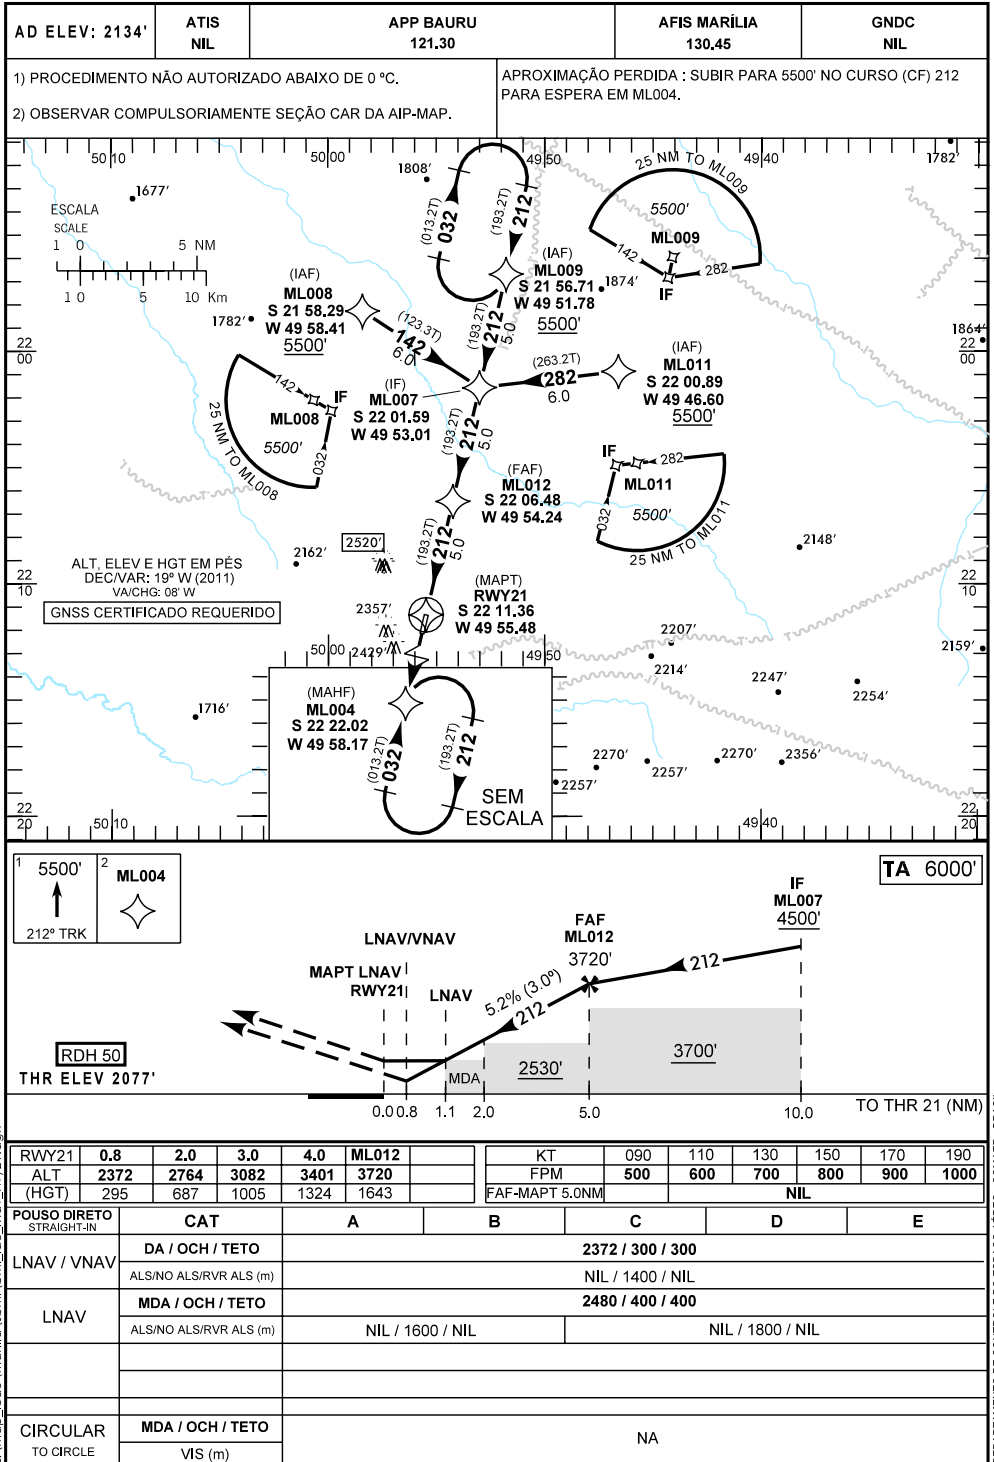 AD ELEV: 2134'
ATIS
NIL
APP BAURU
121.30
AFIS MARÍLIA
130.45
GNDC
NIL
1) PROCEDIMENTO NÃO AUTORIZADO ABAIXO DE 0 ºC.
2) OBSERVAR COMPULSORIAMENTE SEÇÃO CAR DA AIP-MAP.
APROXIMAÇÃO PERDIDA : SUBIR PARA 5500' NO CURSO (CF) 212
PARA ESPERA EM ML004.
50 10
50 00
49 50
49 40
1677'
1808'
1782'
ESCALA
SCALE
1 0 5 NM
1 0 5 10 Km
(013.2T)
032
(193.2T)
212
25 NM TO ML009
5500'
ML009
142
282
IF
(IAF)
ML009
S 21 56.71
W 49 51.78
5500'
1874'
(IAF)
ML008
S 21 58.29
W 49 58.41
5500'
1782'
1864'
22
00
22
00
(123.3T)
142
6.0
(193.2T)
212
5.0
(263.2T)
282
6.0
(IAF)
ML011
S 22 00.89
W 49 46.60
5500'
(IF)
ML007
S 22 01.59
W 49 53.01
142
IF
ML008
5500'
032
25 NM TO ML008
(193.2T)
212
5.0
IF
282
ML011
5500'
032
25 NM TO ML011
(FAF)
ML012
S 22 06.48
W 49 54.24
2148'
2520'
2162'
(193.2T)
212
5.0
ALT, ELEV E HGT EM PÉS
DEC/VAR: 19º W (2011)
VA/CHG: 08' W
GNSS CERTIFICADO REQUERIDO
22
10
22
10
(MAPT)
RWY21
S 22 11.36
W 49 55.48
2357'
2429'
50 00
49 50
2207'
2214'
2159'
2247'
2254'
1716'
(MAHF)
ML004
S 22 22.02
W 49 58.17
(013.2T)
032
(193.2T)
212
SEM
ESCALA
2270'
2257'
2257'
2270'
2356'
22
20
22
20
50 10
49 40
1
5500'
212º TRK
2
ML004
TA 6000'
IF
ML007
4500'
FAF
ML012
3720'
LNAV/VNAV
MAPT LNAV
RWY21
LNAV
5.2% (3.0º)
212
212
RDH 50
THR ELEV 2077'
MDA
2530'
3700'
0.0 0.8 1.1 2.0 5.0 10.0
TO THR 21 (NM)
RWY21 0.8 2.0 3.0 4.0 ML012
ALT 2372 2764 3082 3401 3720
(HGT) 295 687 1005 1324 1643
KT 090 110 130 150 170 190
FPM 500 600 700 800 900 1000
FAF-MAPT 5.0NM NIL
POUSO DIRETO
STRAIGHT-IN
CAT A B C D E
LNAV / VNAV
DA / OCH / TETO 2372 / 300 / 300
ALS/NO ALS/RVR ALS (m) NIL / 1400 / NIL
LNAV
MDA / OCH / TETO 2480 / 400 / 400
ALS/NO ALS/RVR ALS (m) NIL / 1600 / NIL NIL / 1800 / NIL
CIRCULAR
TO CIRCLE
MDA / OCH / TETO
VIS (m)
NA